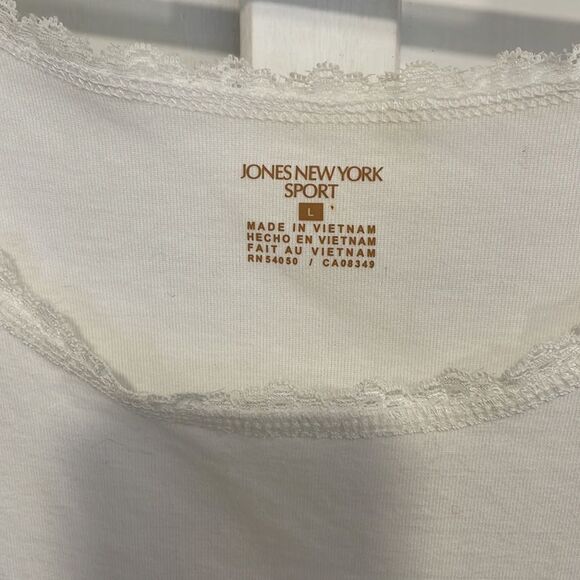 JONES NEW YORK
SPORT
L
MADE IN VIETNAM
HECHO EN VIETNAM
FAIT AU VIETNAM
RN54050 / CA08349